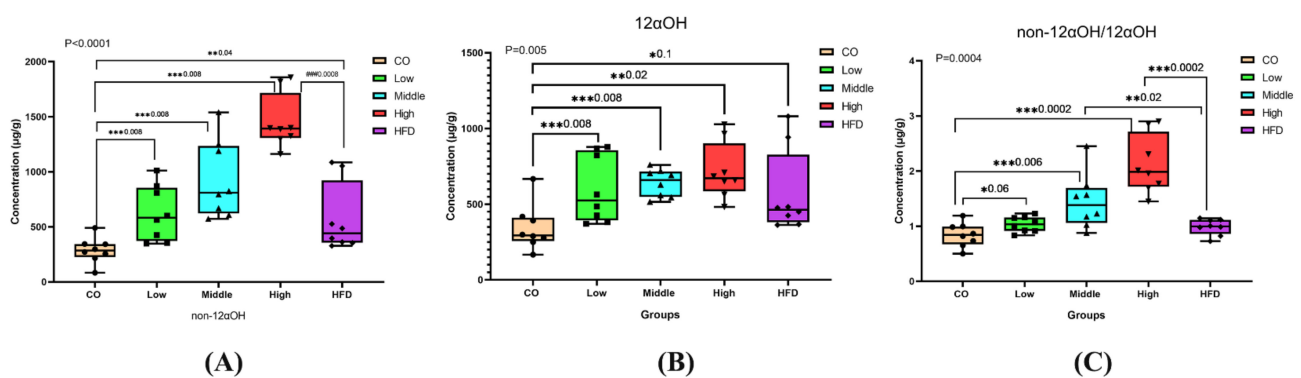 P<0.0001
**0.04
***0.008
###0.0008
***0.008
***0.008
Concentration (μg/g)
2000
1500
1000
500
0
CO
Low
Middle
High
HFD
non-12αOH
CO
Low
Middle
High
HFD
(A)
12αOH
P=0.005
*0.1
**0.02
***0.008
***0.008
Concentration (μg/g)
1500
1000
500
0
CO
Low
Middle
High
HFD
Groups
CO
Low
Middle
High
HFD
(B)
non-12αOH/12αOH
P=0.0004
***0.0002
***0.0002
**0.02
***0.006
*0.06
Concentration (μg/g)
4
3
2
1
0
CO
Low
Middle
High
HFD
Groups
CO
Low
Middle
High
HFD
(C)